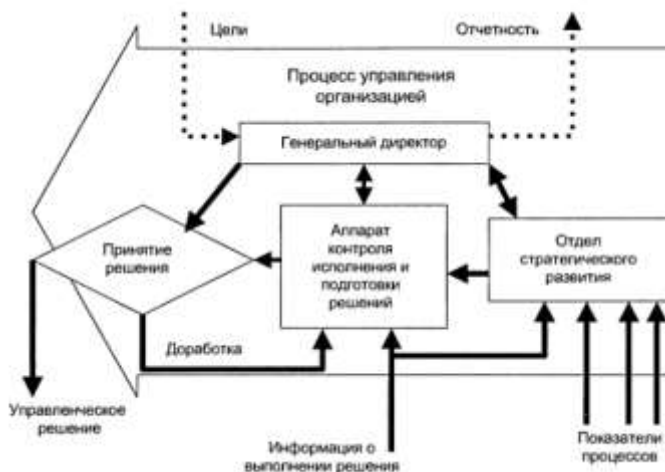 Цели
Отчетность
Процесс управления
организацией
Генеральный директор
Принятие
решения
Аппарат
контроля
исполнения и
подготовки
решений
Отдел
стратегического
развития
Доработка
Управленческое
решение
Информация о
выполнении решения
Показатели
процессов